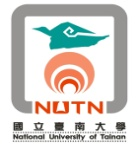 NUTN
國立臺南大學
National University of Tainan